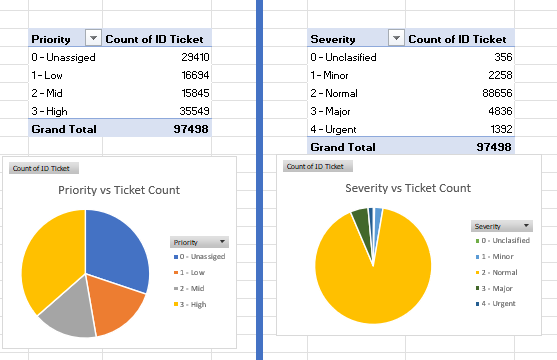 Priority Count of ID Ticket
0 - Unassiged 29410
1 - Low 16694
2 - Mid 15845
3 - High 35549
Grand Total 97498
Count of ID Ticket
Priority vs Ticket Count
Priority
0 - Unassiged
1 - Low
2 - Mid
3 - High
Severity Count of ID Ticket
0 - Unclasified 356
1 - Minor 2258
2 - Normal 88656
3 - Major 4836
4 - Urgent 1392
Grand Total 97498
Count of ID Ticket
Severity vs Ticket Count
Severity
0 - Unclasified
1 - Minor
2 - Normal
3 - Major
4 - Urgent